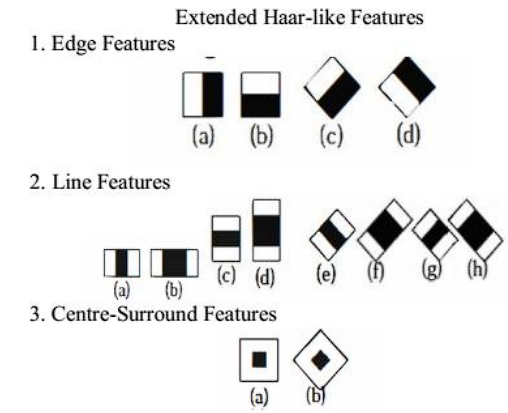 Extended Haar-like Features
1. Edge Features
(a) (b) (c) (d)
2. Line Features
(a) (b) (c) (d) (e) (f) (g) (h)
3. Centre-Surround Features
(a) (b)